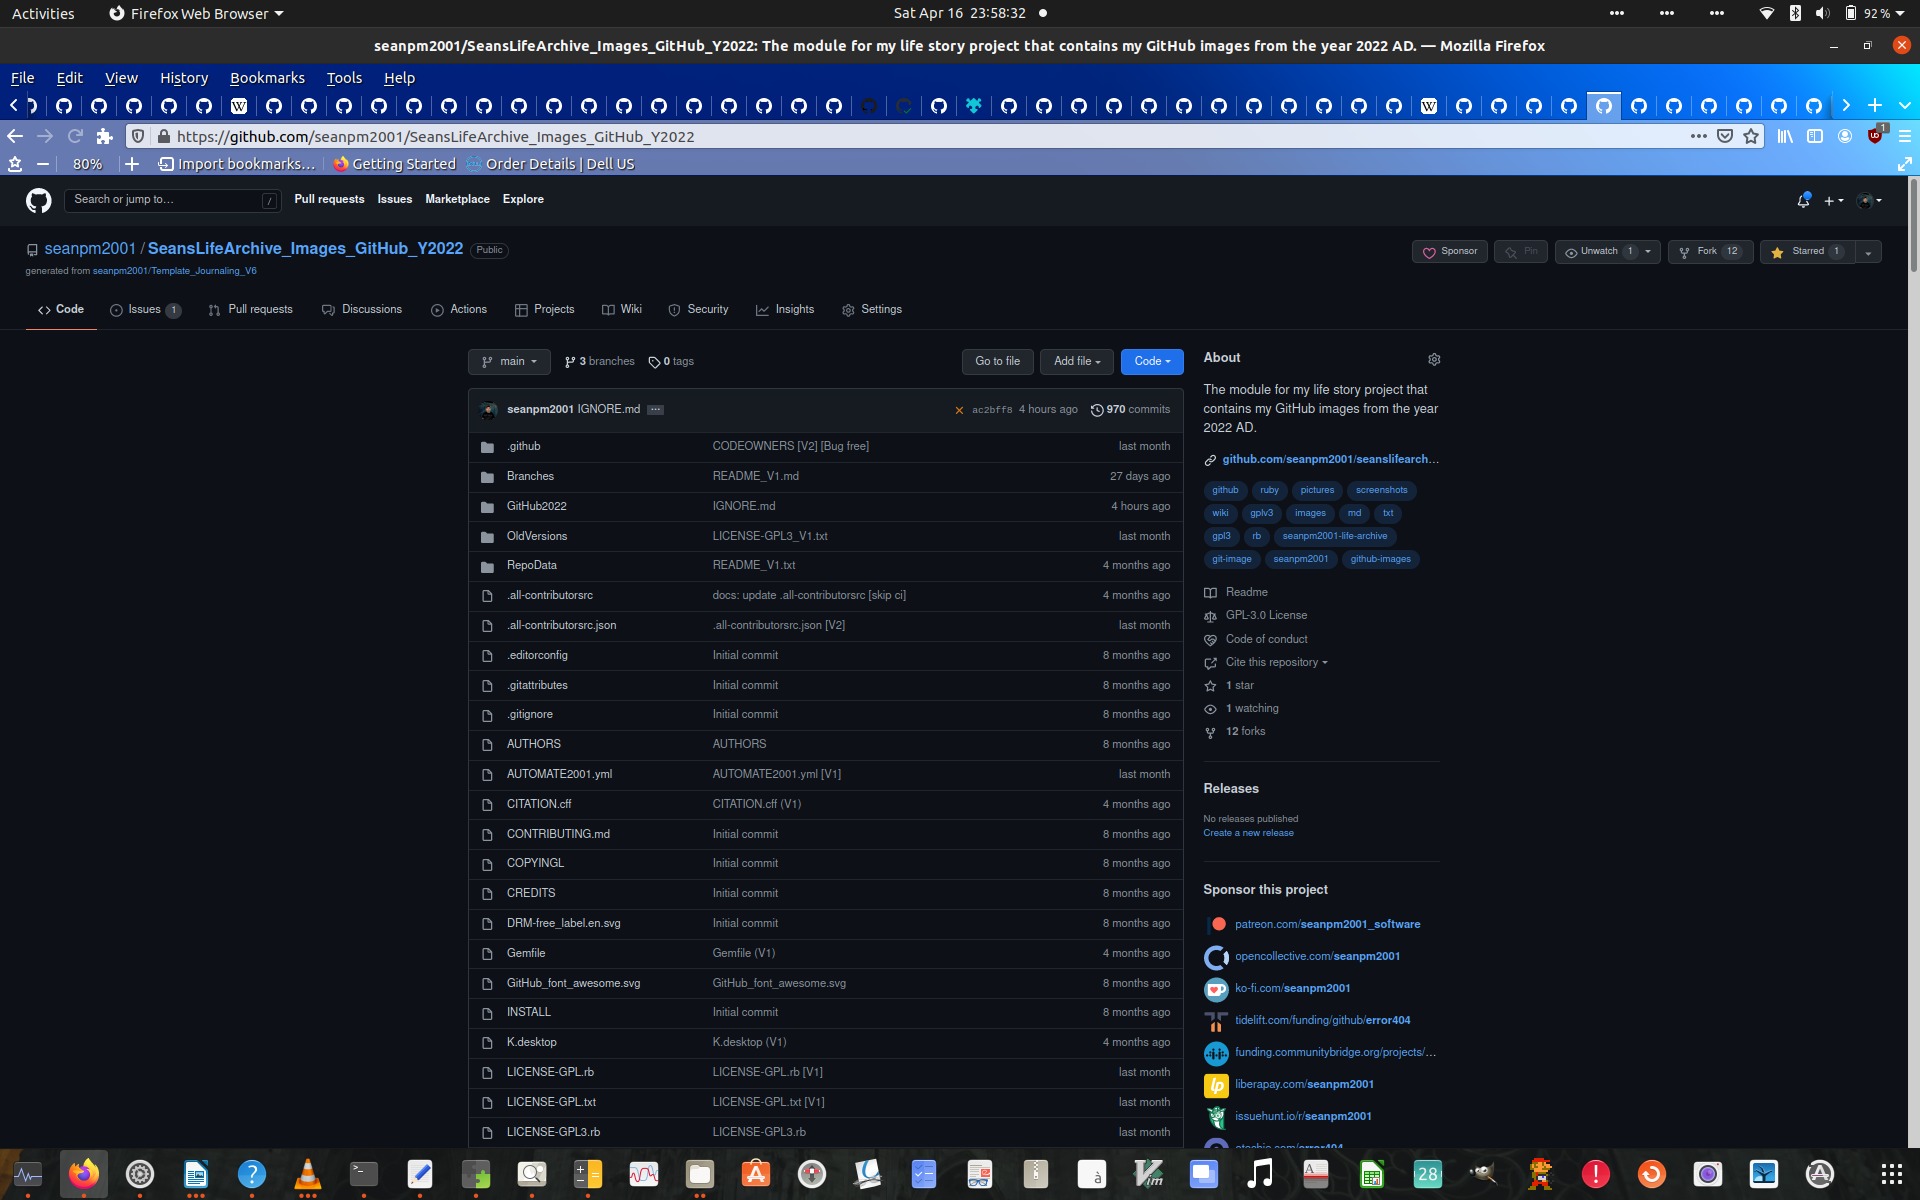 Activities Firefox Web Browser Sat Apr 16 23:58:32 92 %
seanpm2001/SeansLifeArchive_Images_GitHub_Y2022: The module for my life story project that contains my GitHub images from the year 2022 AD. — Mozilla Firefox
File Edit View History Bookmarks Tools Help
https://github.com/seanpm2001/SeansLifeArchive_Images_GitHub_Y2022 1
80% Import bookmarks… Getting Started Order Details | Dell US
Search or jump to… / Pull requests Issues Marketplace Explore
seanpm2001 / SeansLifeArchive_Images_GitHub_Y2022 Public
Sponsor Pin Unwatch 1 Fork 12 Starred 1
generated from seanpm2001/Template_Journaling_V6
Code Issues 1 Pull requests Discussions Actions Projects Wiki Security Insights Settings
main 3 branches 0 tags Go to file Add file Code
seanpm2001 IGNORE.md ... ac2bff8 4 hours ago 970 commits
.github CODEOWNERS [V2] [Bug free] last month
Branches README_V1.md 27 days ago
GitHub2022 IGNORE.md 4 hours ago
OldVersions LICENSE-GPL3_V1.txt last month
RepoData README_V1.txt 4 months ago
.all-contributorsrc docs: update .all-contributorsrc [skip ci] 4 months ago
.all-contributorsrc.json .all-contributorsrc.json [V2] last month
.editorconfig Initial commit 8 months ago
.gitattributes Initial commit 8 months ago
.gitignore Initial commit 8 months ago
AUTHORS AUTHORS 8 months ago
AUTOMATE2001.yml AUTOMATE2001.yml [V1] last month
CITATION.cff CITATION.cff (V1) 4 months ago
CONTRIBUTING.md Initial commit 8 months ago
COPYINGL Initial commit 8 months ago
CREDITS Initial commit 8 months ago
DRM-free_label.en.svg Initial commit 8 months ago
Gemfile Gemfile (V1) 4 months ago
GitHub_font_awesome.svg GitHub_font_awesome.svg 8 months ago
INSTALL Initial commit 8 months ago
K.desktop K.desktop (V1) 4 months ago
LICENSE-GPL.rb LICENSE-GPL.rb [V1] last month
LICENSE-GPL.txt LICENSE-GPL.txt [V1] last month
LICENSE-GPL3.rb LICENSE-GPL3.rb last month
About
The module for my life story project that
contains my GitHub images from the year
2022 AD.
github.com/seanpm2001/seanslifearch…
github ruby pictures screenshots
wiki gplv3 images md txt
gpl3 rb seanpm2001-life-archive
git-image seanpm2001 github-images
Readme
GPL-3.0 License
Code of conduct
Cite this repository
1 star
1 watching
12 forks
Releases
No releases published
Create a new release
Sponsor this project
patreon.com/seanpm2001_software
opencollective.com/seanpm2001
ko-fi.com/seanpm2001
tidelift.com/funding/github/error404
funding.communitybridge.org/projects/…
liberapay.com/seanpm2001
issuehunt.io/r/seanpm2001
28